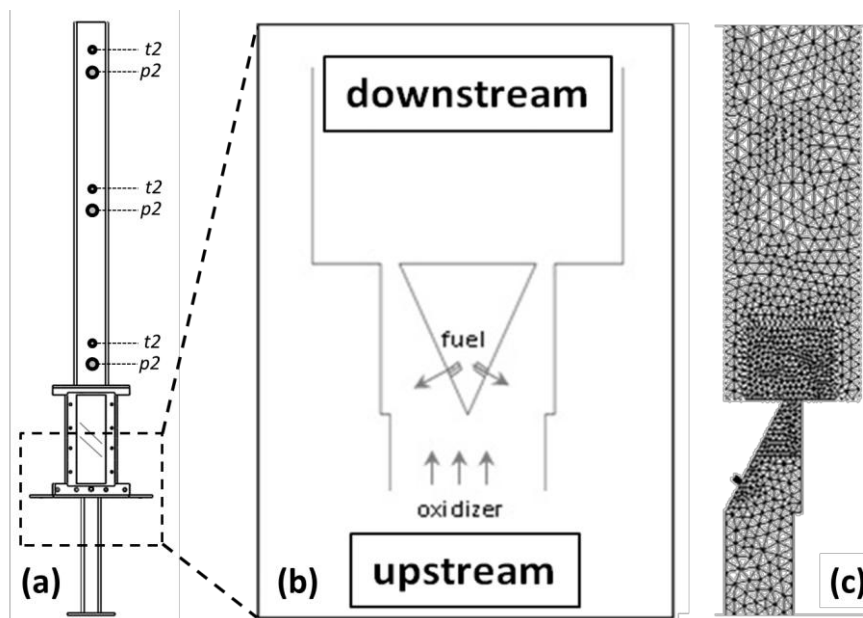 t2
p2
t2
p2
t2
p2
(a)
downstream
fuel
oxidizer
upstream
(b)
(c)